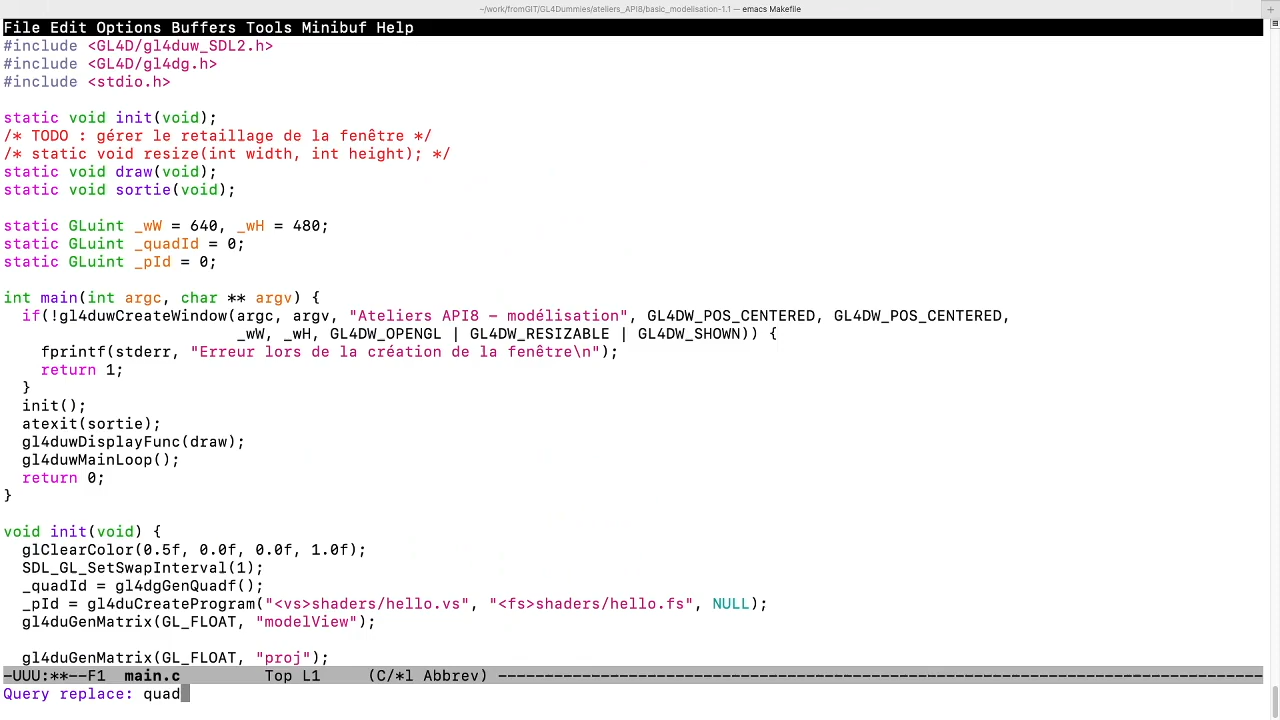 ~/work/fromGIT/GL4Dummies/ateliers_API8/basic_modelisation-1.1 — emacs Makefile
File Edit Options Buffers Tools Minibuf Help
#include <GL4D/gl4duw_SDL2.h>
#include <GL4D/gl4dg.h>
#include <stdio.h>
static void init(void);
/* TODO : gérer le retaillage de la fenêtre */
/* static void resize(int width, int height); */
static void draw(void);
static void sortie(void);
static GLuint _wW = 640, _wH = 480;
static GLuint _quadId = 0;
static GLuint _pId = 0;
int main(int argc, char ** argv) {
  if(!gl4duwCreateWindow(argc, argv, "Ateliers API8 - modélisation", GL4DW_POS_CENTERED, GL4DW_POS_CENTERED,
                         _wW, _wH, GL4DW_OPENGL | GL4DW_RESIZABLE | GL4DW_SHOWN)) {
    fprintf(stderr, "Erreur lors de la création de la fenêtre\n");
    return 1;
  }
  init();
  atexit(sortie);
  gl4duwDisplayFunc(draw);
  gl4duwMainLoop();
  return 0;
}
void init(void) {
  glClearColor(0.5f, 0.0f, 0.0f, 1.0f);
  SDL_GL_SetSwapInterval(1);
  _quadId = gl4dgGenQuadf();
  _pId = gl4duCreateProgram("<vs>shaders/hello.vs", "<fs>shaders/hello.fs", NULL);
  gl4duGenMatrix(GL_FLOAT, "modelView");
  gl4duGenMatrix(GL_FLOAT, "proj");
-UUU:**--F1  main.c         Top L1     (C/*l Abbrev) ----------------------------------------------------------------------------------
Query replace: quad